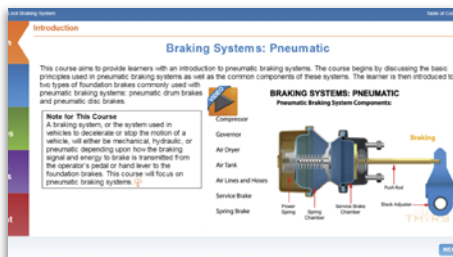 Lock Braking System
Table of Co
Introduction
Braking Systems: Pneumatic
This course aims to provide learners with an introduction to pneumatic braking systems. The course begins by discussing the basic
principles used in pneumatic braking systems as well as the common components of these systems. The learner is then introduced to
two types of foundation brakes commonly used with
pneumatic braking systems: pneumatic drum brakes
and pneumatic disc brakes.
Note for This Course
A braking system, or the system used in
vehicles to decelerate or stop the motion of a
vehicle, will either be mechanical, hydraulic, or
pneumatic depending upon how the braking
signal and energy to brake is transmitted from
the operator's pedal or hand lever to the
foundation brakes. This course will focus on
pneumatic braking systems.
BRAKING SYSTEMS: PNEUMATIC
Pneumatic Braking System Components:
Compressor
Governor
Air Dryer
Air Tank
Air Lines and Hoses
Service Brake
Spring Brake
Braking
Power
Spring
Spring
Chamber
Service Brake
Chamber
Push Rod
Slack Adjuster